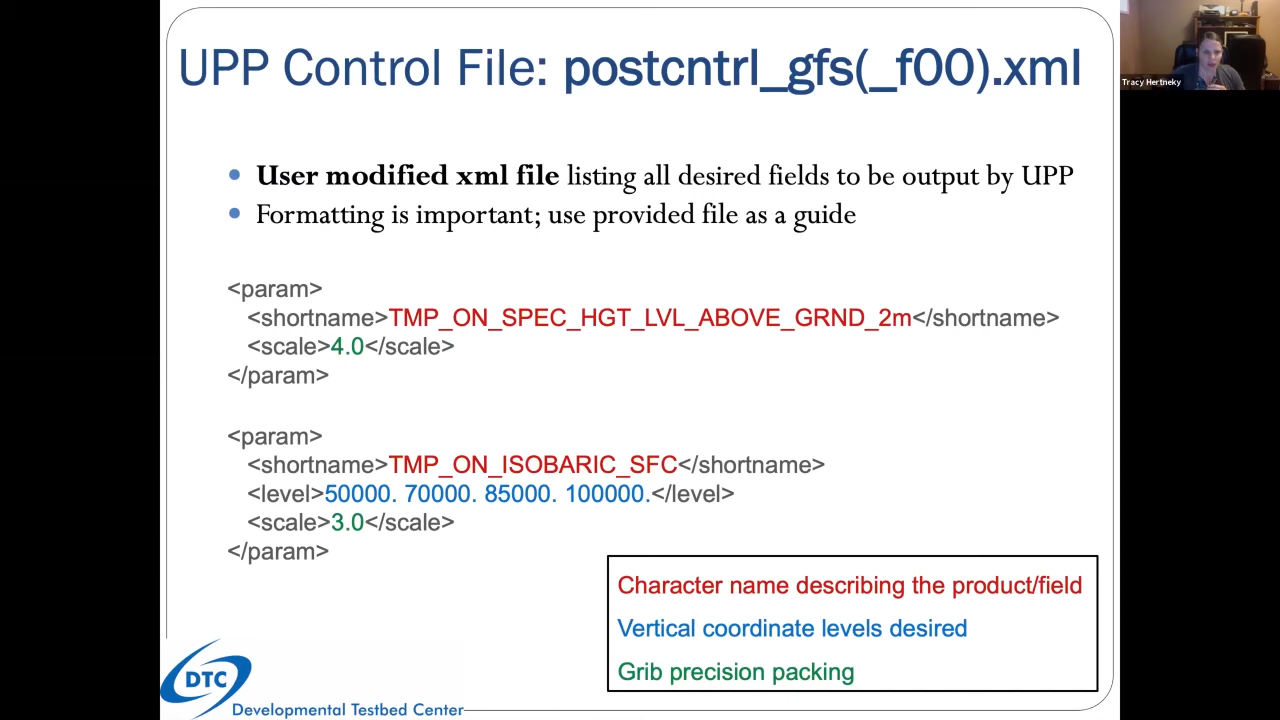 UPP Control File: postcntrl_gfs(_f00).xml
Tracy Hertneky
User modified xml file listing all desired fields to be output by UPP
Formatting is important; use provided file as a guide
<param>
<shortname>TMP_ON_SPEC_HGT_LVL_ABOVE_GRND_2m</shortname>
<scale>4.0</scale>
</param>
<param>
<shortname>TMP_ON_ISOBARIC_SFC</shortname>
<level>50000. 70000. 85000. 100000.</level>
<scale>3.0</scale>
</param>
Character name describing the product/field
Vertical coordinate levels desired
Grib precision packing
DTC
Developmental Testbed Center